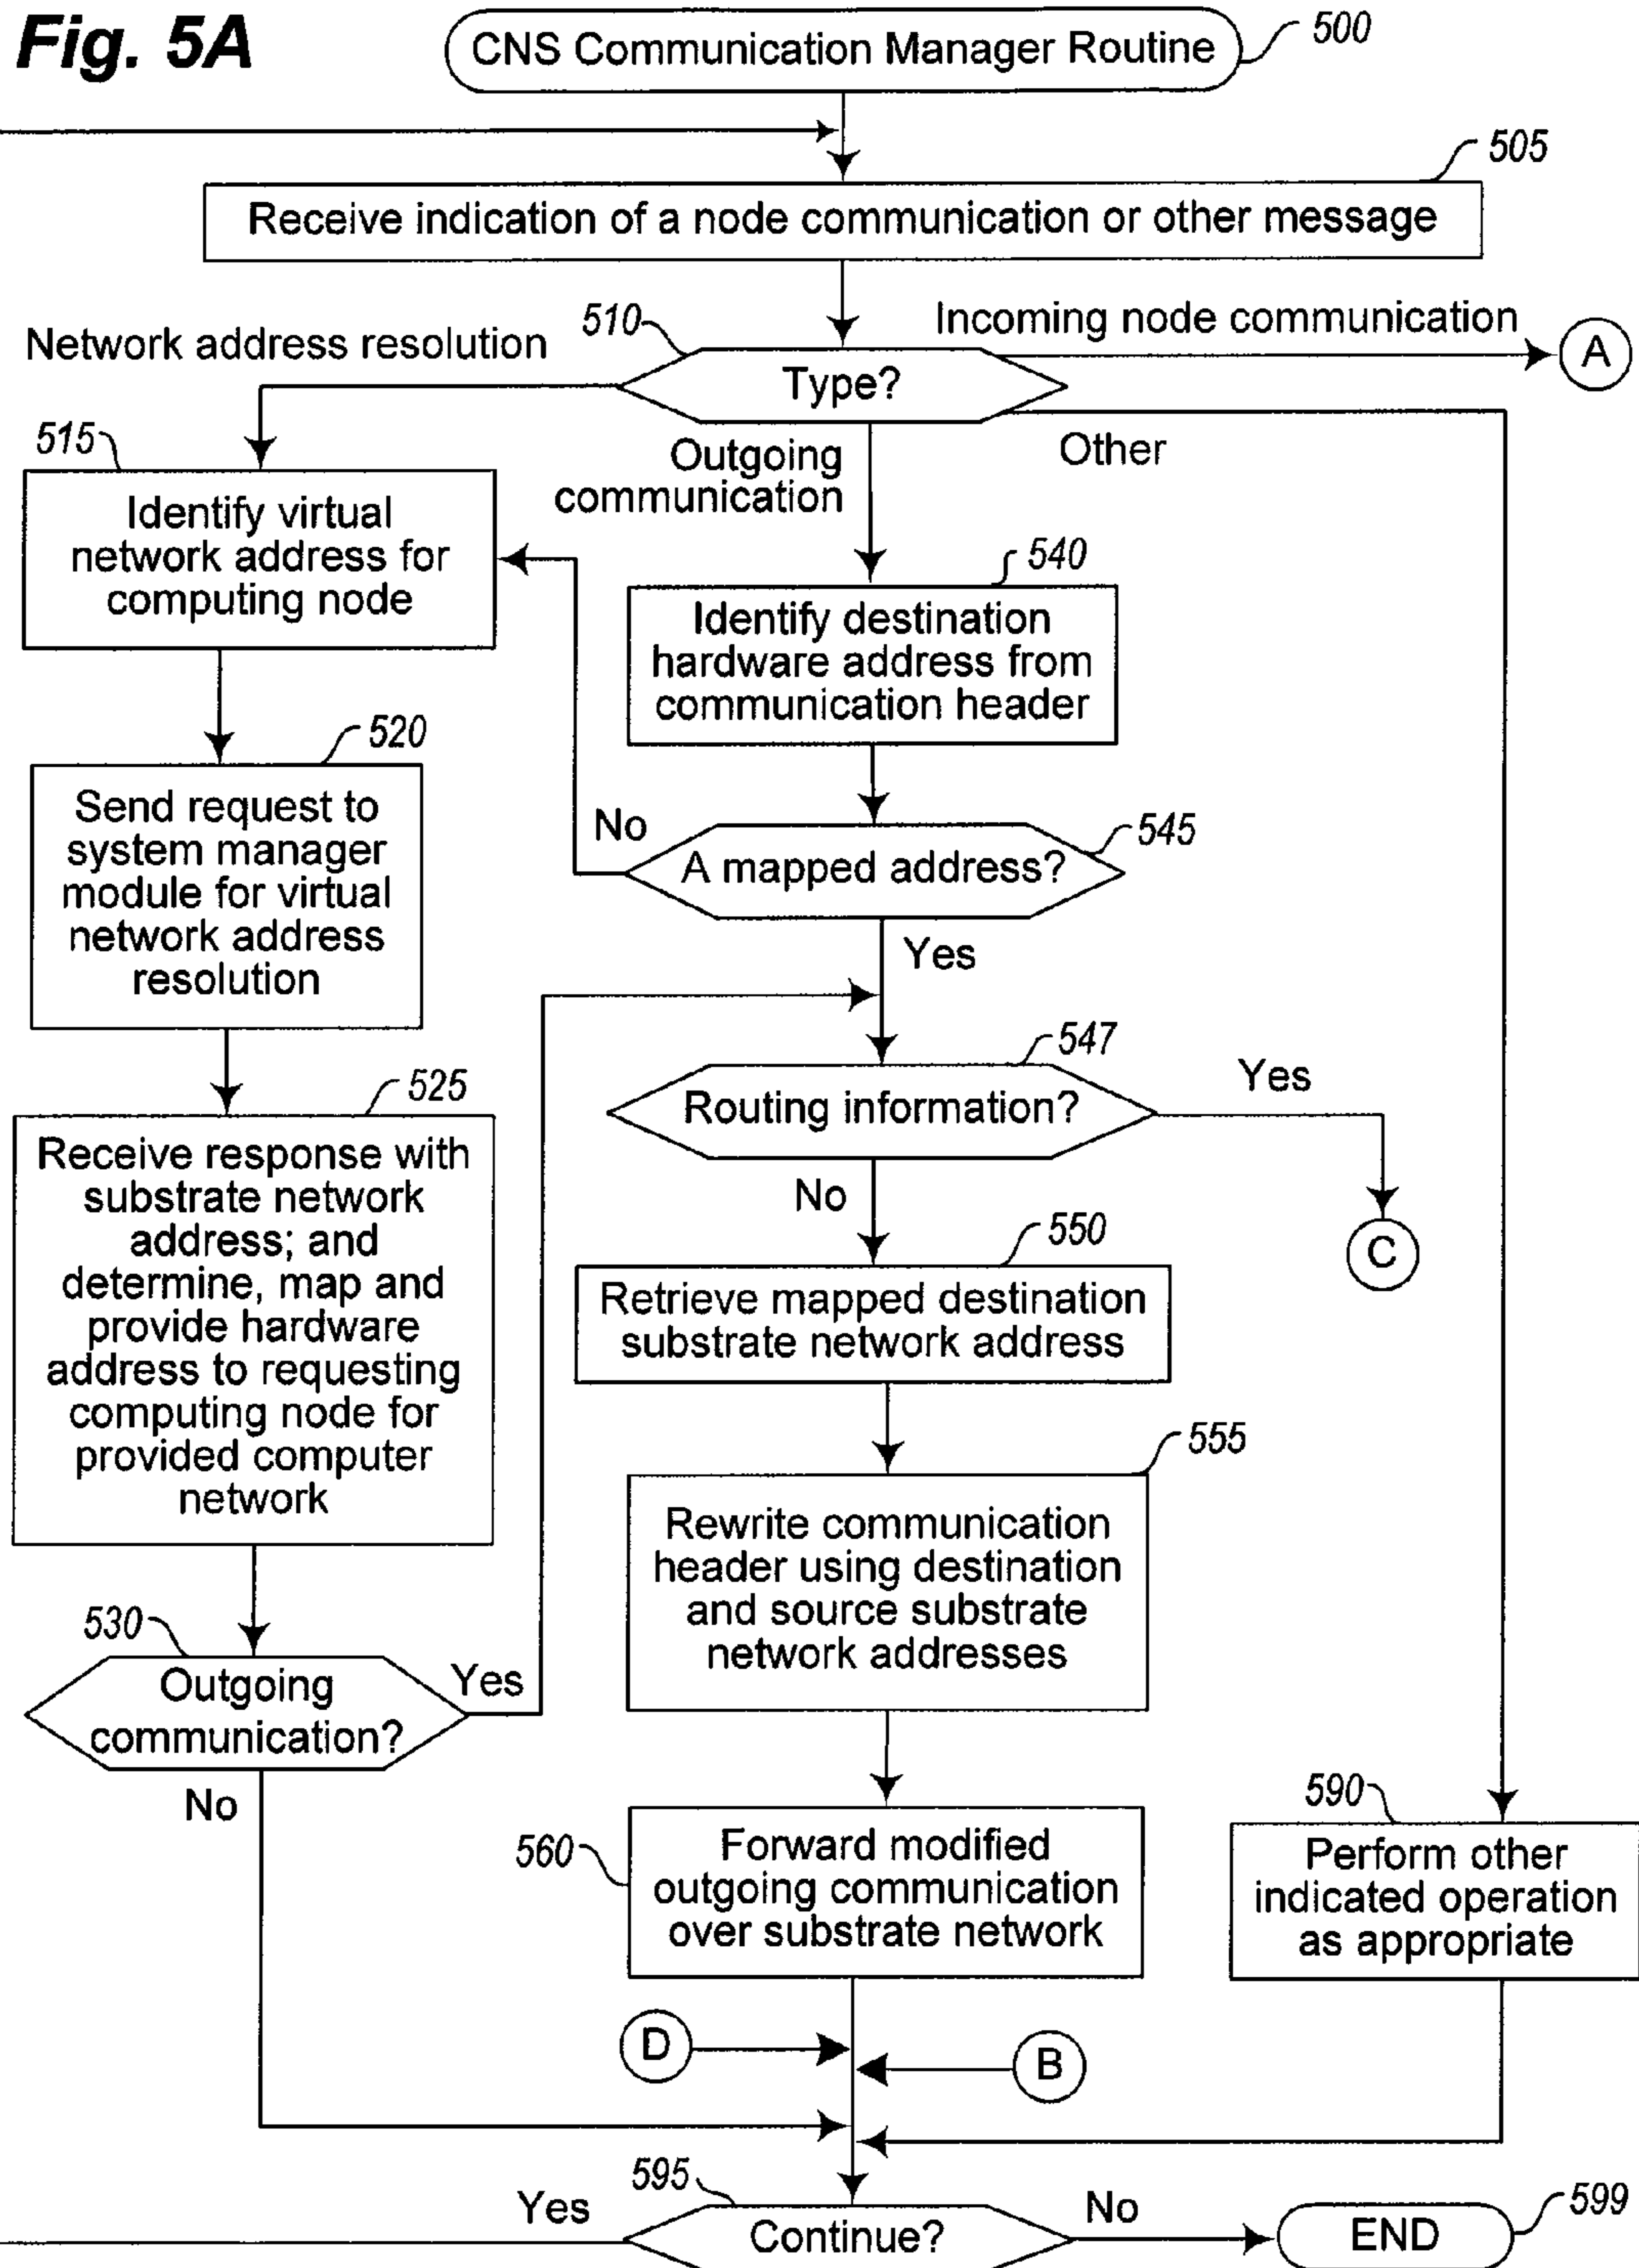 Fig. 5A
CNS Communication Manager Routine
500
505
Receive indication of a node communication or other message
510
Incoming node communication
A
Network address resolution
Type?
Other
Outgoing
communication
515
Identify virtual
network address for
computing node
540
Identify destination
hardware address from
communication header
520
Send request to
system manager
module for virtual
network address
resolution
No
545
A mapped address?
Yes
547
Routing information?
Yes
C
No
525
Receive response with
substrate network
address; and
determine, map and
provide hardware
address to requesting
computing node for
provided computer
network
550
Retrieve mapped destination
substrate network address
555
Rewrite communication
header using destination
and source substrate
network addresses
530
Outgoing
communication?
Yes
No
560
Forward modified
outgoing communication
over substrate network
590
Perform other
indicated operation
as appropriate
D
B
595
Yes
Continue?
No
END
599